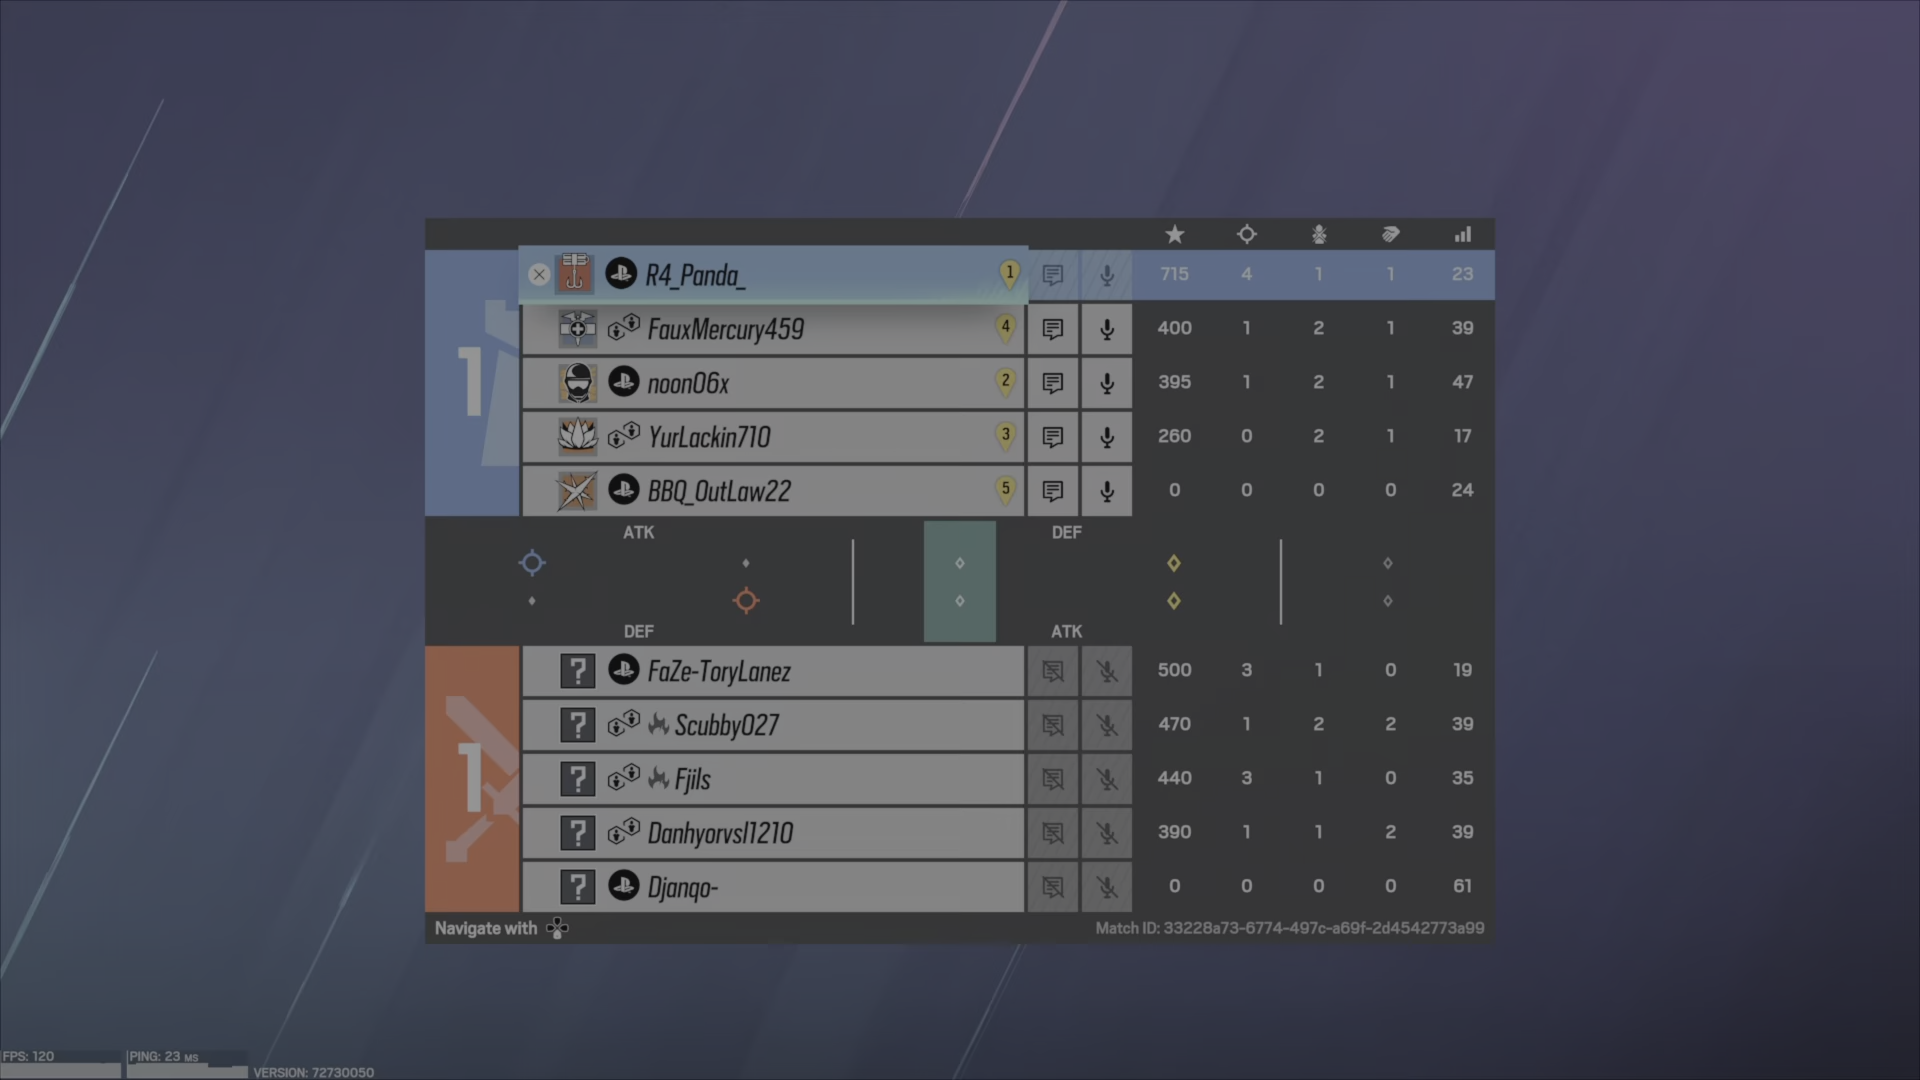 R4_Panda_ 1 715 4 1 1 23
1
FauxMercury459 4 400 1 2 1 39
noon06x 2 395 1 2 1 47
YurLackin710 3 260 0 2 1 17
BBQ_OutLaw22 5 0 0 0 0 24
ATK DEF
DEF ATK
? FaZe-ToryLanez 500 3 1 0 19
? Scubby027 470 1 2 2 39
1
? Fjils 440 3 1 0 35
? Danhyorvsl1210 390 1 1 2 39
? Djanqo- 0 0 0 0 61
Navigate with Match ID: 33228a73-6774-497c-a69f-2d4542773a99
FPS: 120 PING: 23 MS VERSION: 72730050